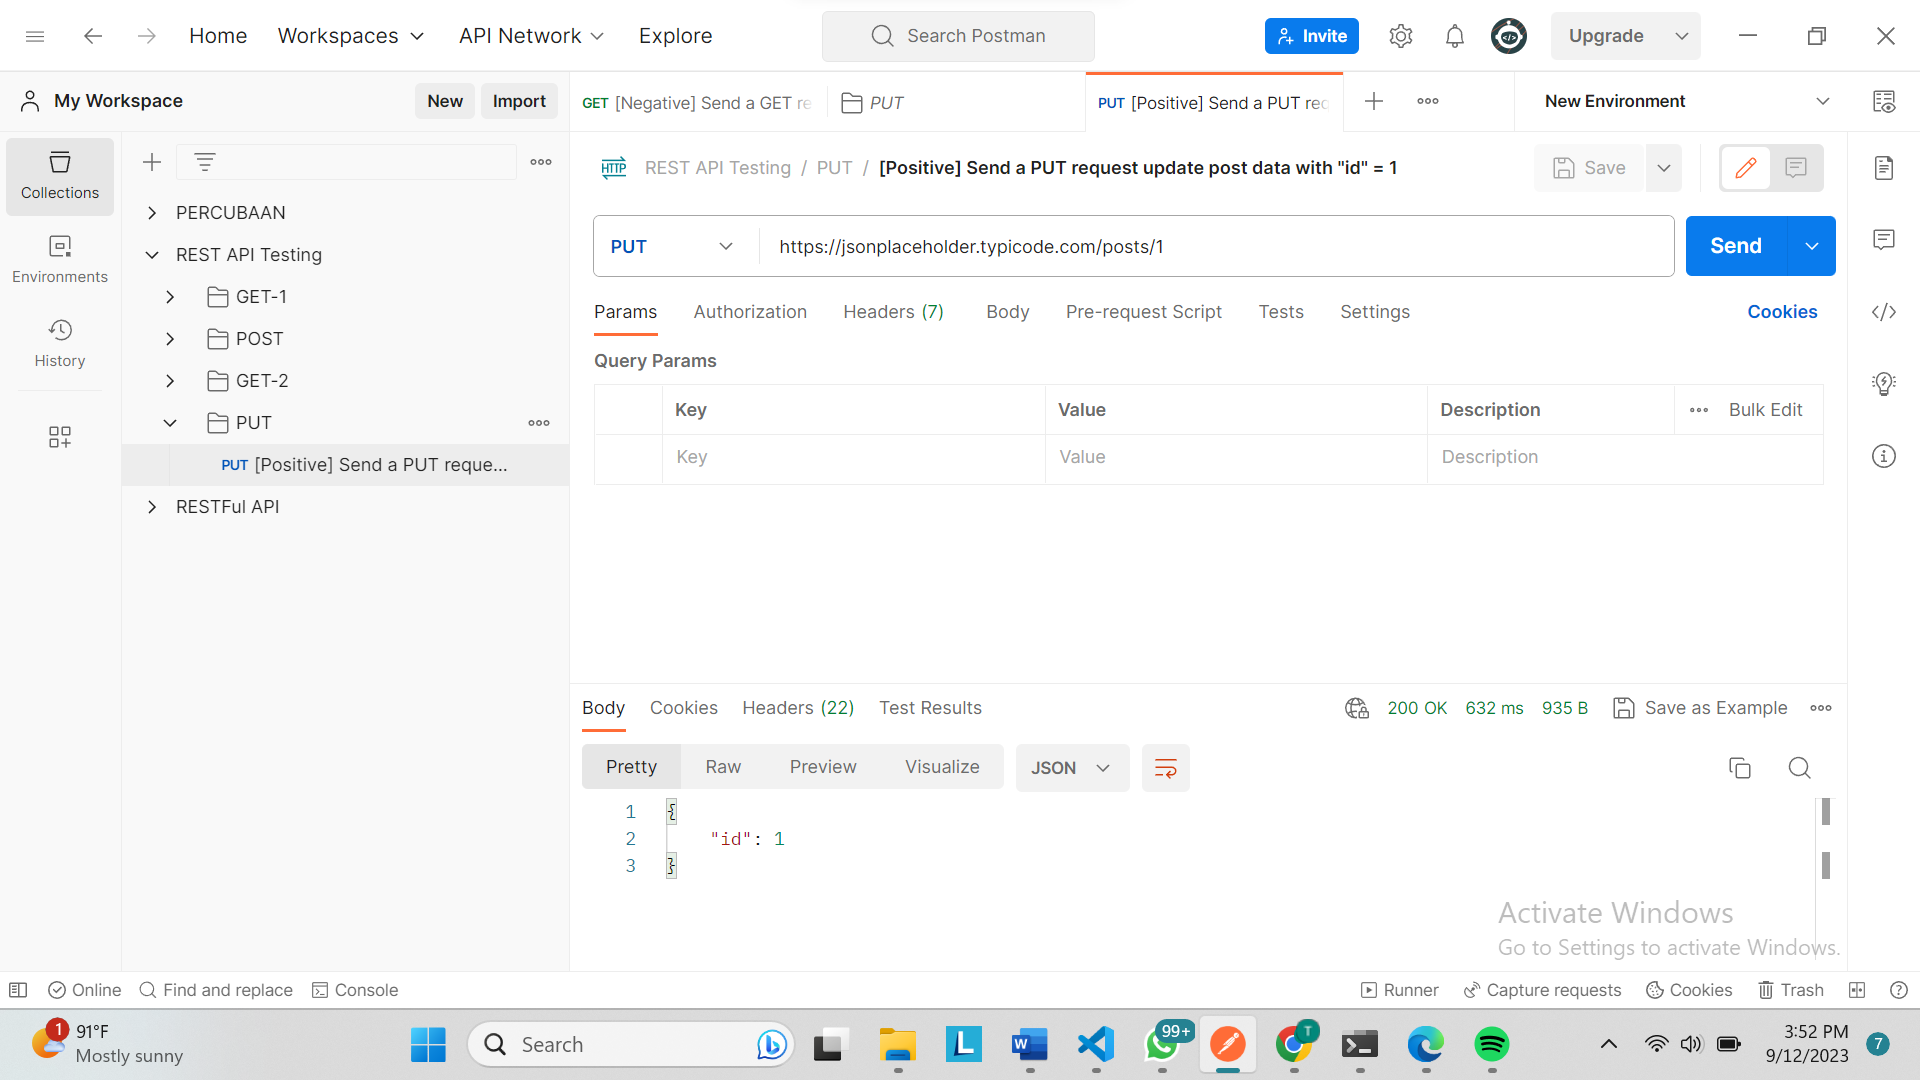 Home
Workspaces
API Network
Explore
Search Postman
Invite
Upgrade
My Workspace
New
Import
GET [Negative] Send a GET re
PUT
PUT [Positive] Send a PUT rec
New Environment
Collections
Environments
History
PERCUBAAN
REST API Testing
GET-1
POST
GET-2
PUT
PUT [Positive] Send a PUT reque...
RESTFul API
HTTP REST API Testing / PUT / [Positive] Send a PUT request update post data with "id" = 1
Save
PUT
https://jsonplaceholder.typicode.com/posts/1
Send
Params
Authorization
Headers (7)
Body
Pre-request Script
Tests
Settings
Cookies
Query Params
Key
Value
Description
Bulk Edit
Key
Value
Description
Body
Cookies
Headers (22)
Test Results
200 OK
632 ms
935 B
Save as Example
Pretty
Raw
Preview
Visualize
JSON
1 {
2 "id": 1
3 }
Activate Windows
Go to Settings to activate Windows.
Online
Find and replace
Console
Runner
Capture requests
Cookies
Trash
1
91°F
Mostly sunny
Search
L
W
99+
T
3:52 PM
9/12/2023
7